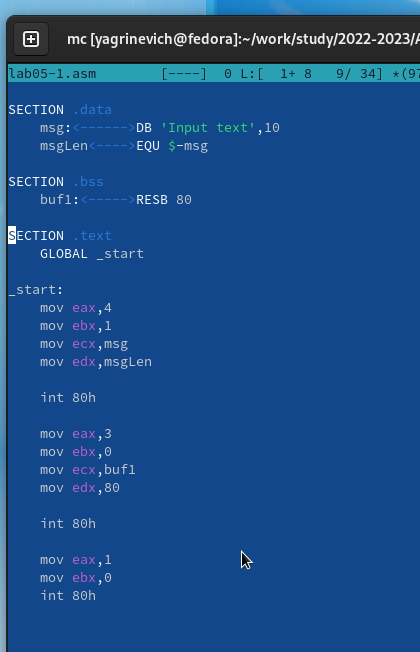 mc [yagrinevich@fedora]:~/work/study/2022-2023/
lab05-1.asm [----] 0 L:[ 1+ 8 9/ 34] *(97
SECTION .data
msg:<------>DB 'Input text',10
msgLen<---->EQU $-msg
SECTION .bss
buf1:<----->RESB 80
SECTION .text
GLOBAL _start
_start:
mov eax,4
mov ebx,1
mov ecx,msg
mov edx,msgLen
int 80h
mov eax,3
mov ebx,0
mov ecx,buf1
mov edx,80
int 80h
mov eax,1
mov ebx,0
int 80h